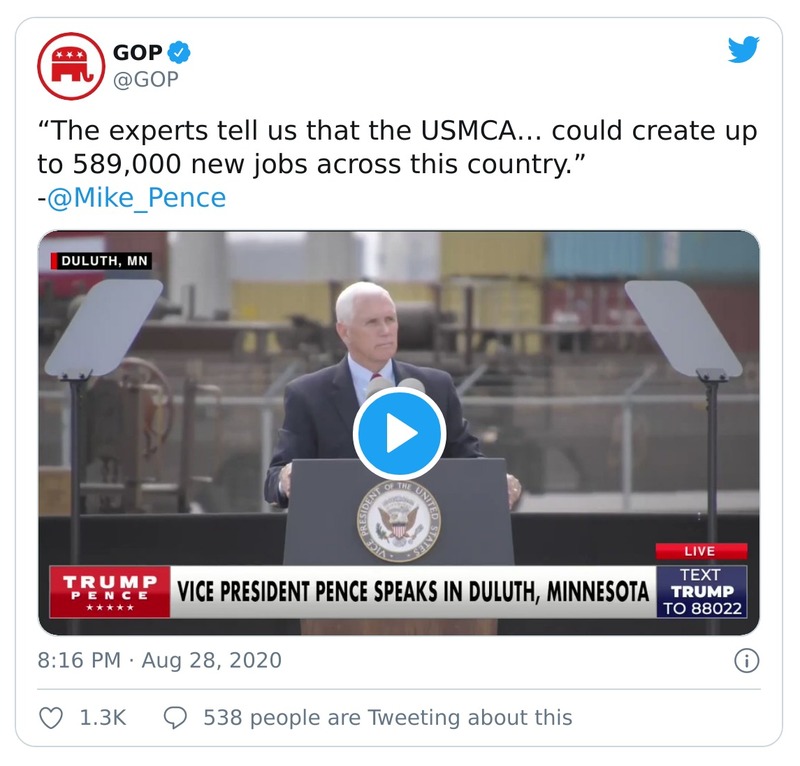 GOP
@GOP
“The experts tell us that the USMCA... could create up
to 589,000 new jobs across this country.”
-@Mike_Pence
DULUTH, MN
VICE PRESIDENT OF THE UNITED STATES
LIVE
TRUMP
PENCE
VICE PRESIDENT PENCE SPEAKS IN DULUTH, MINNESOTA
TEXT
TRUMP
TO 88022
8:16 PM · Aug 28, 2020
1.3K
538 people are Tweeting about this